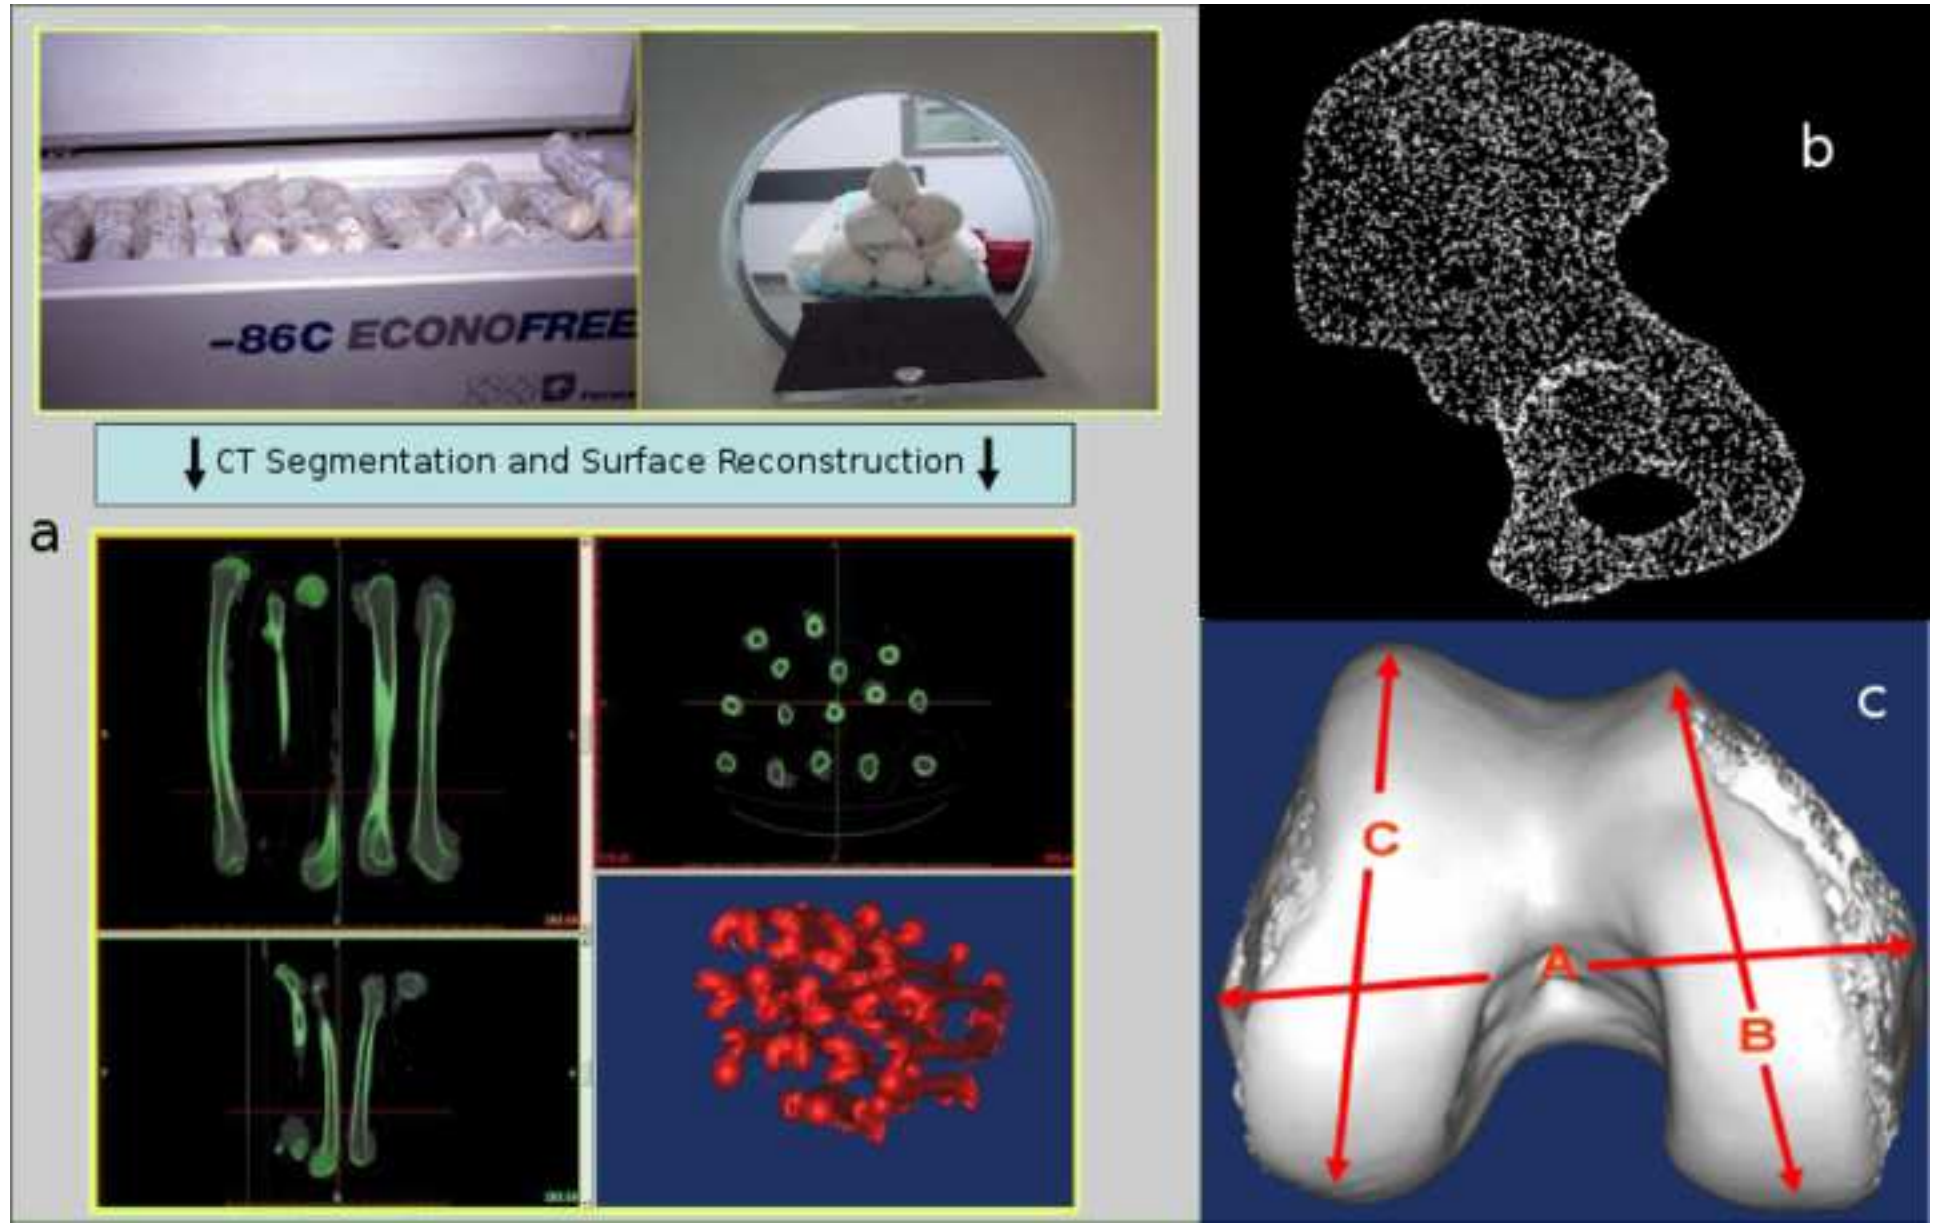 -86C ECONOFREE
CT Segmentation and Surface Reconstruction
a
b
c
C
A
B